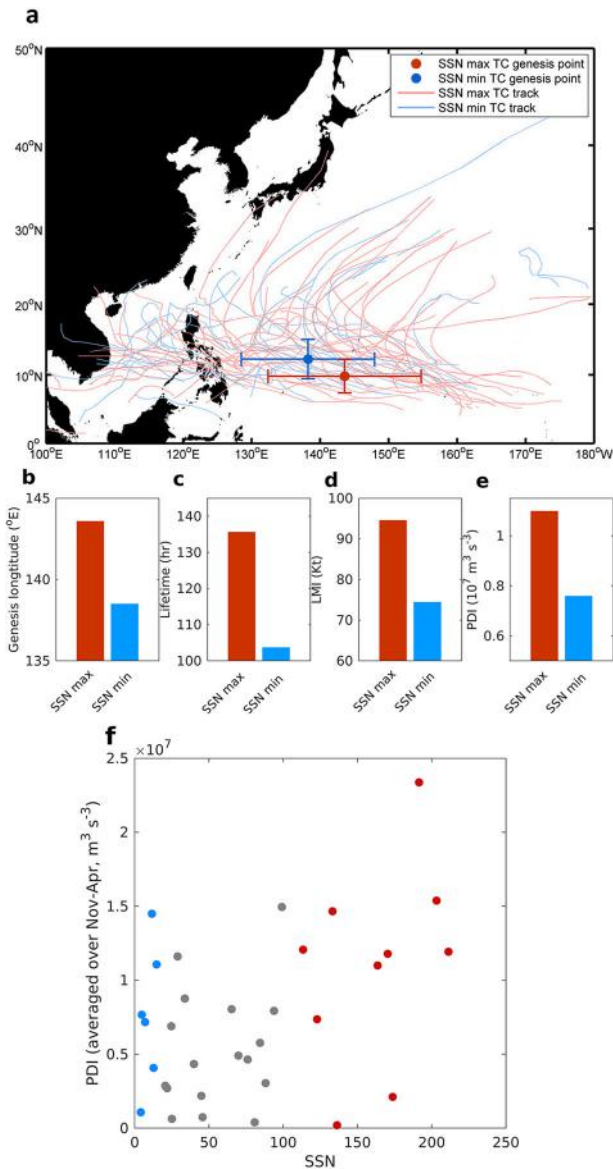 a
50°N
40°N
30°N
20°N
10°N
0°
100°E 110°E 120°E 130°E 140°E 150°E 160°E 170°E 180°W
SSN max TC genesis point
SSN min TC genesis point
SSN max TC track
SSN min TC track
b
Genesis longtitude (°E)
145
140
135
SSN max
SSN min
c
Lifetime (hr)
140
130
120
110
100
SSN max
SSN min
d
LMI (Kt)
100
90
80
70
60
SSN max
SSN min
e
PDI (10⁷ m³ s⁻³)
1
0.8
0.6
SSN max
SSN min
f
×10⁷
PDI (averaged over Nov-Apr, m³ s⁻³)
2.5
2
1.5
1
0.5
0
0 50 100 150 200 250
SSN